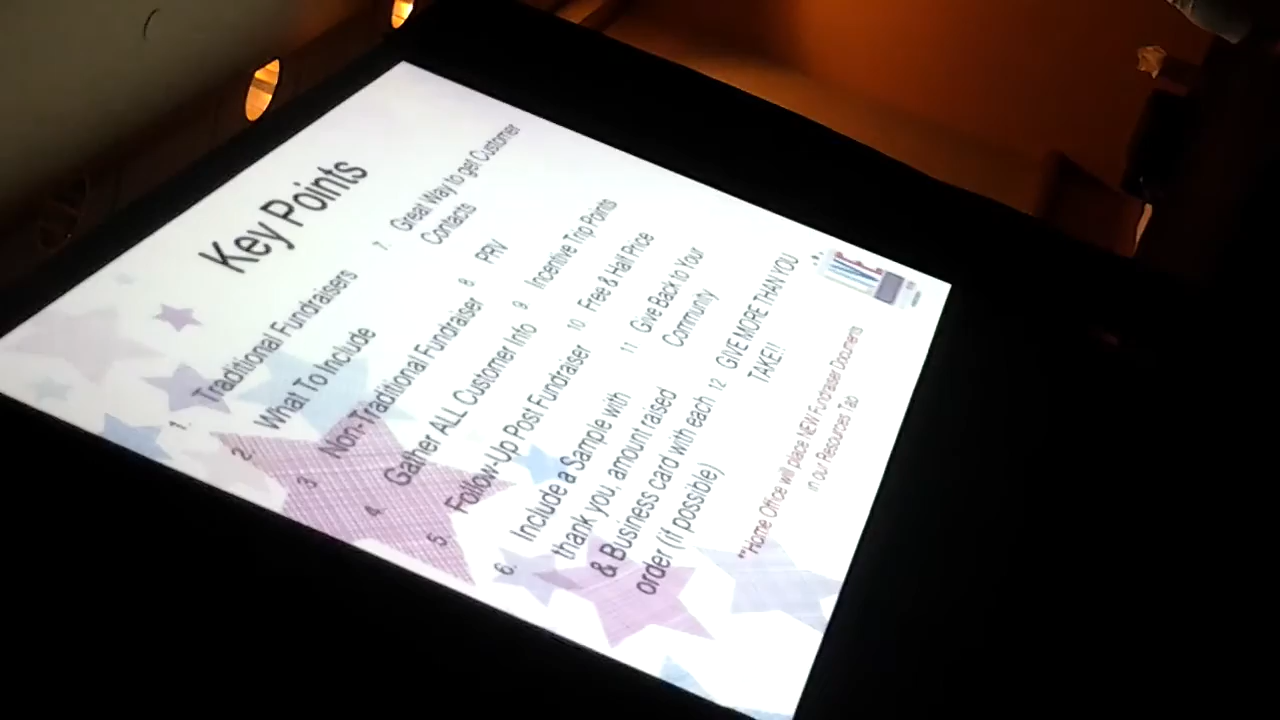 Key Points
1. Traditional Fundraisers
2. What To Include
3 Non-Traditional Fundraiser
4 Gather ALL Customer Info
5. Follow-Up Post Fundraiser
6. Include a Sample with
thank you, amount raised
& Business card with each
order (if possible)
7. Great Way to get Customer
Contacts
8 PRV
9 Incentive Trip Points
10 Free & Half Price
11 Give Back to Your
Community
12 GIVE MORE THAN YOU
TAKE!!
**Home Office will place NEW Fundraiser Documents
in our Resources Tab